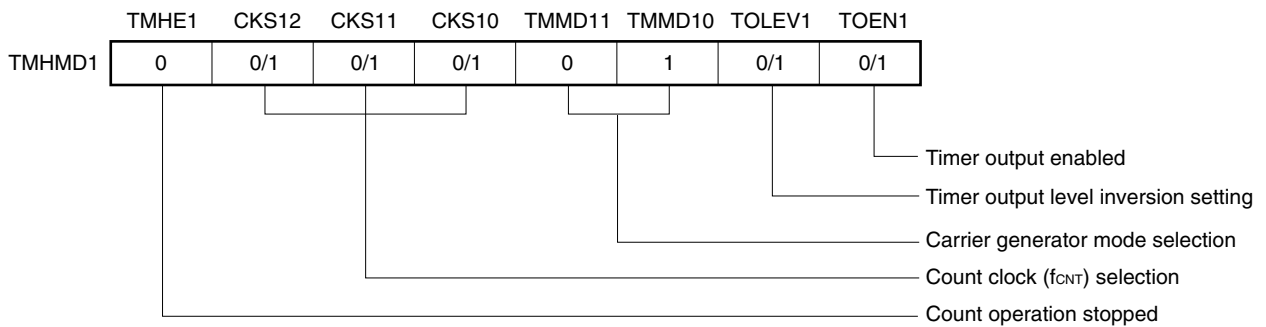 TMHE1 CKS12 CKS11 CKS10 TMMD11 TMMD10 TOLEV1 TOEN1
TMHMD1 0 0/1 0/1 0/1 0 1 0/1 0/1
Timer output enabled
Timer output level inversion setting
Carrier generator mode selection
Count clock (fCNT) selection
Count operation stopped